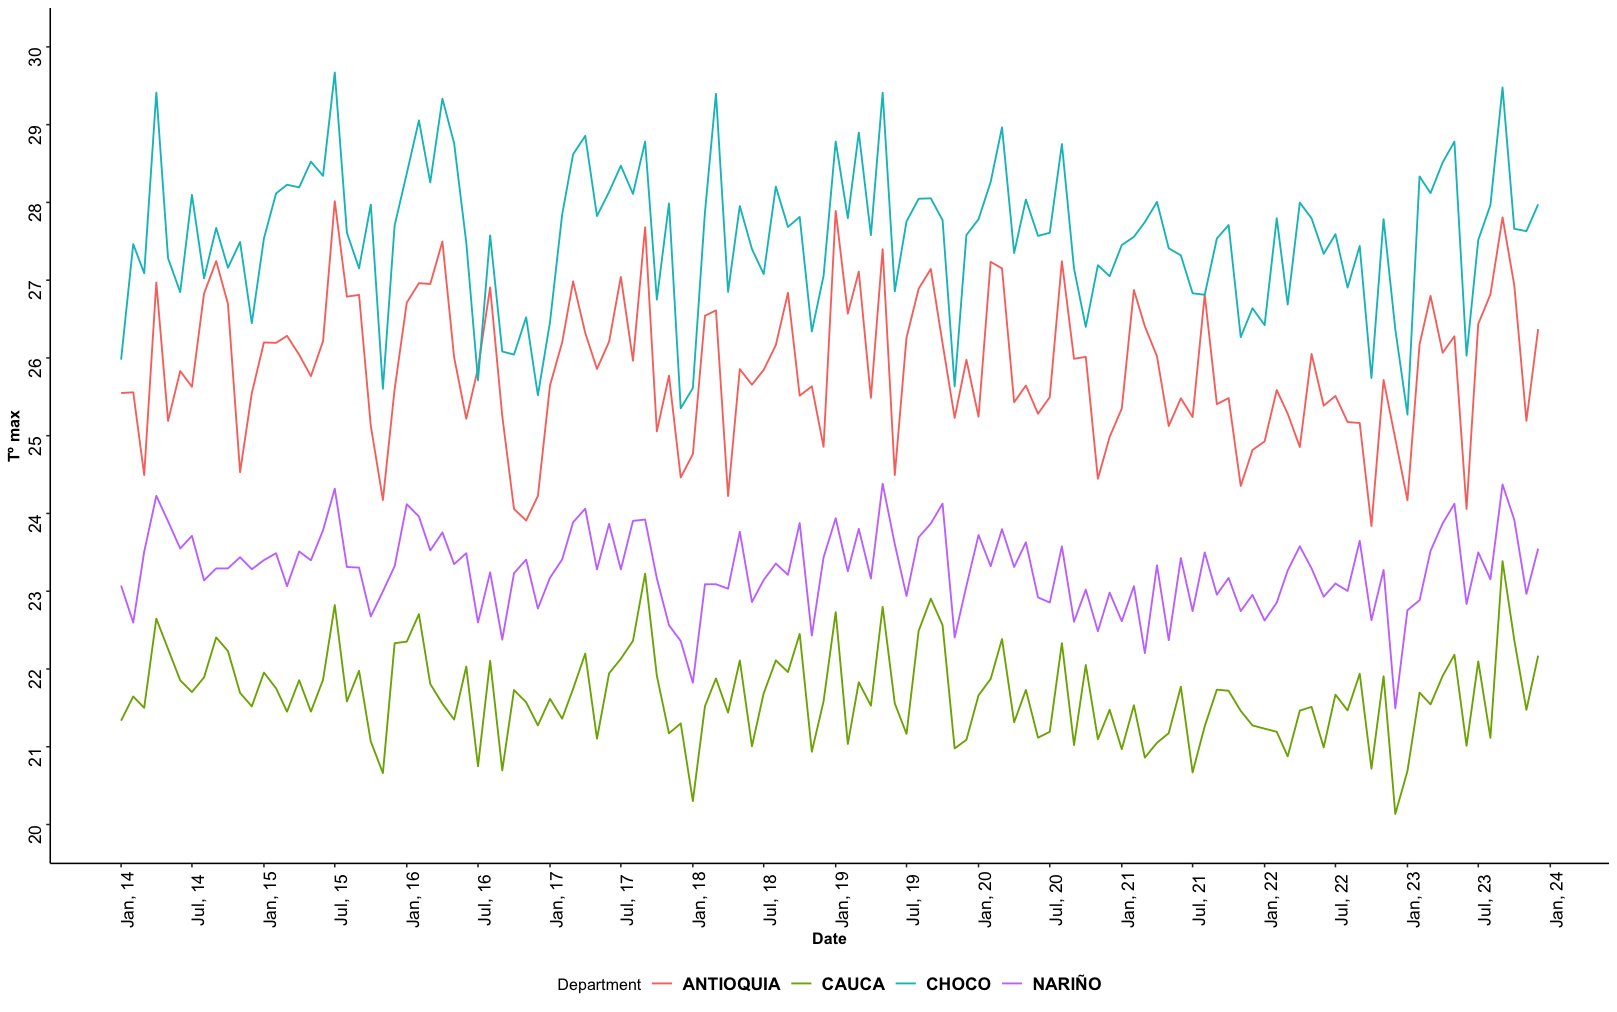 T° max
30
29
28
27
26
25
24
23
22
21
20
Jan, 14
Jul, 14
Jan, 15
Jul, 15
Jan, 16
Jul, 16
Jan, 17
Jul, 17
Jan, 18
Jul, 18
Jan, 19
Jul, 19
Jan, 20
Jul, 20
Jan, 21
Jul, 21
Jan, 22
Jul, 22
Jan, 23
Jul, 23
Jan, 24
Date
Department ANTIOQUIA CAUCA CHOCO NARIÑO